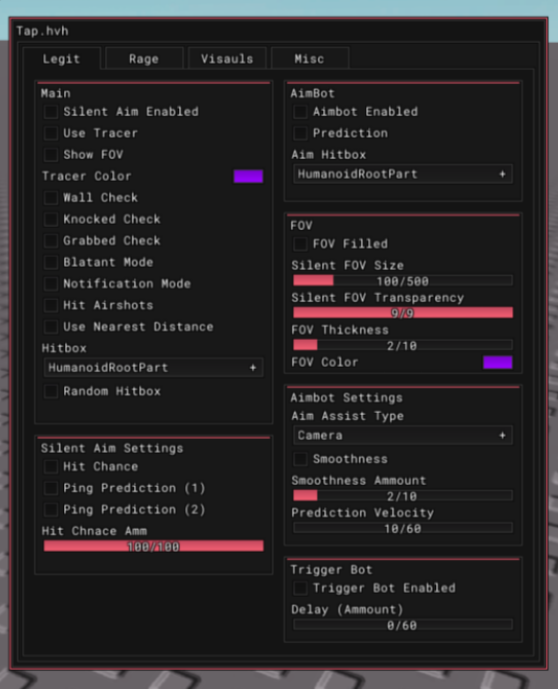 Tap.hvh
Legit Rage Visauls Misc
Main
Silent Aim Enabled
Use Tracer
Show FOV
Tracer Color
Wall Check
Knocked Check
Grabbed Check
Blatant Mode
Notification Mode
Hit Airshots
Use Nearest Distance
Hitbox
HumanoidRootPart +
Random Hitbox
Silent Aim Settings
Hit Chance
Ping Prediction (1)
Ping Prediction (2)
Hit Chnace Amm
100/100
AimBot
Aimbot Enabled
Prediction
Aim Hitbox
HumanoidRootPart +
FOV
FOV Filled
Silent FOV Size
100/500
Silent FOV Transparency
9/9
FOV Thickness
2/10
FOV Color
Aimbot Settings
Aim Assist Type
Camera +
Smoothness
Smoothness Ammount
2/10
Prediction Velocity
10/60
Trigger Bot
Trigger Bot Enabled
Delay (Ammount)
0/60